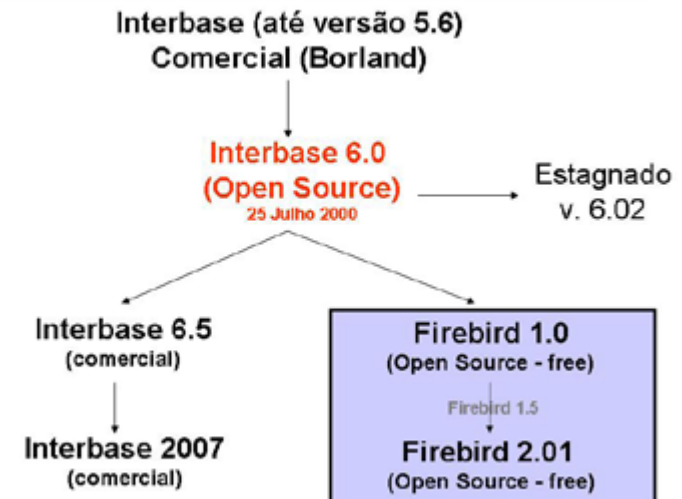 Interbase (até versão 5.6)
Comercial (Borland)
Interbase 6.0
(Open Source)
25 Julho 2000
Estagnado
v. 6.02
Interbase 6.5
(comercial)
Firebird 1.0
(Open Source - free)
Firebird 1.5
Interbase 2007
(comercial)
Firebird 2.01
(Open Source - free)